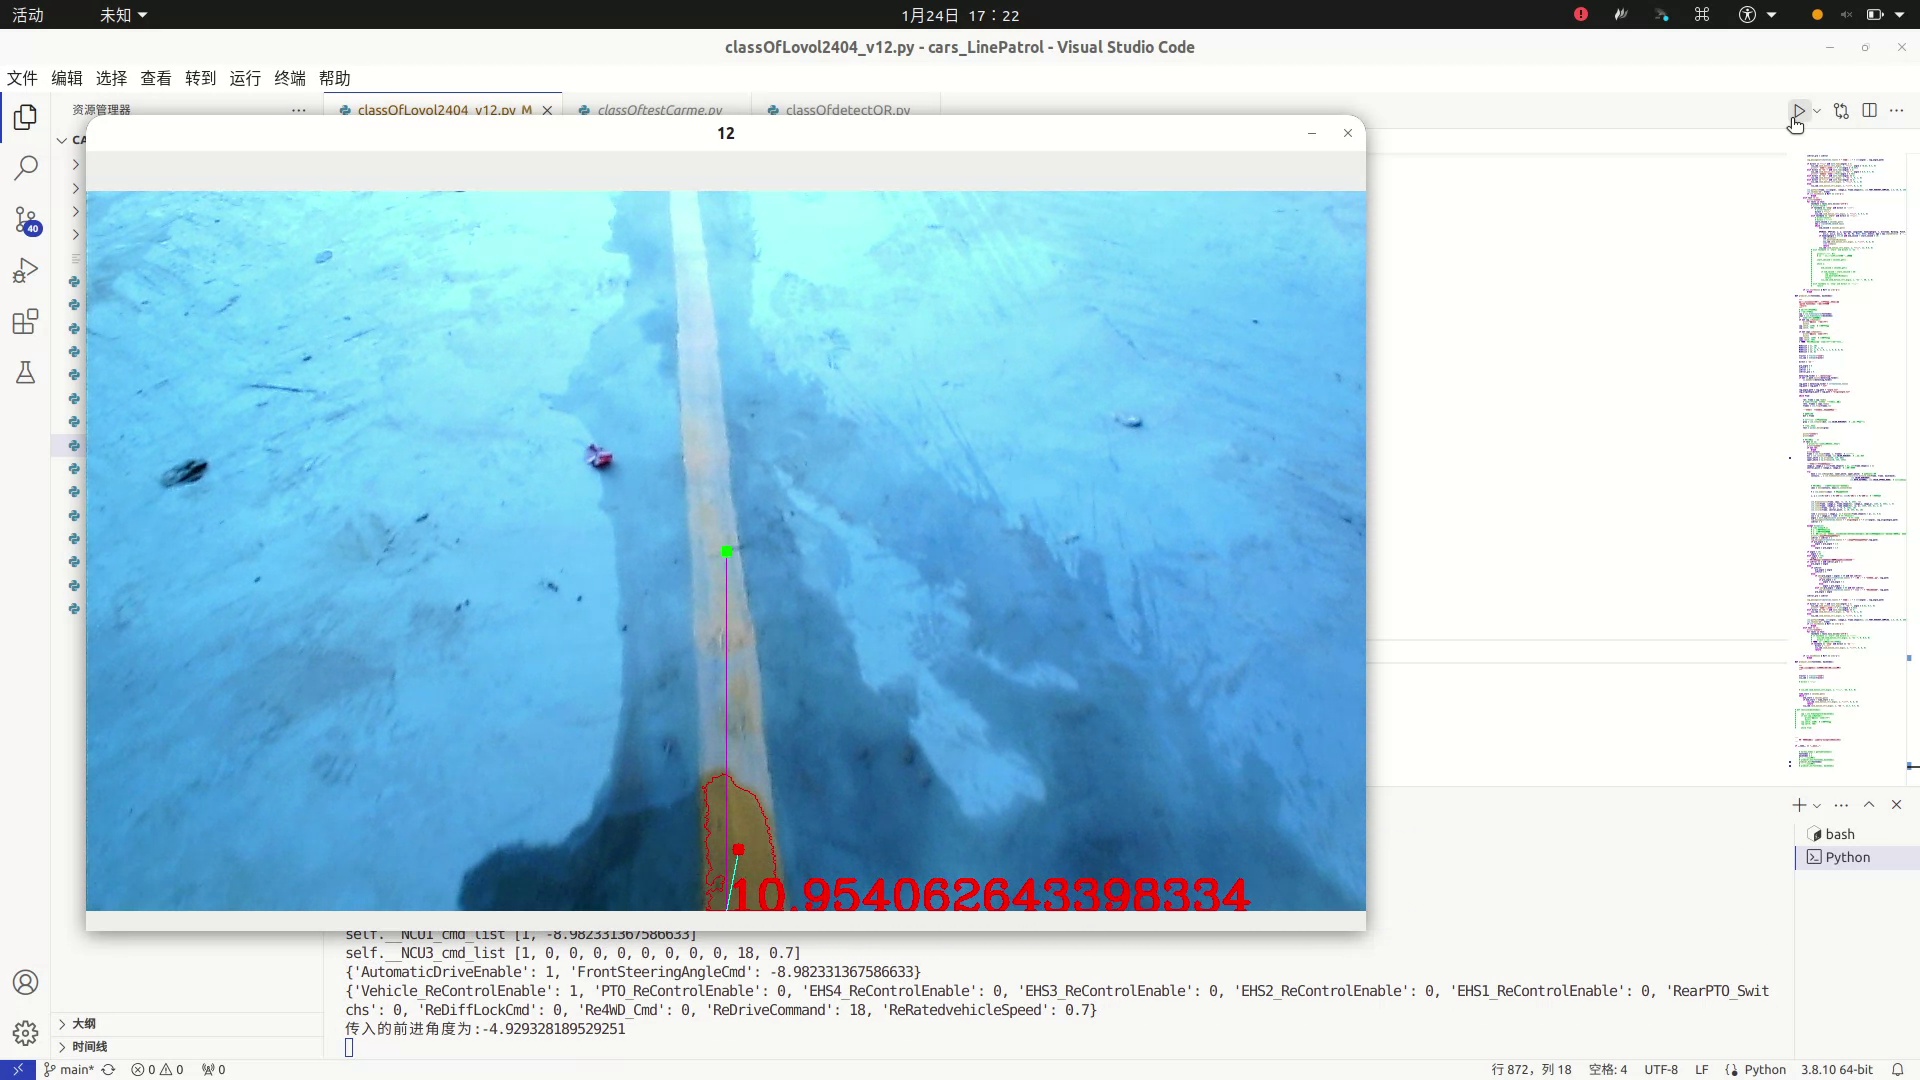 活动
未知
1月24日 17：22
classOfLovol2404_v12.py - cars_LinePatrol - Visual Studio Code
文件 编辑 选择 查看 转到 运行 终端 帮助
资源管理器
classOfLovol2404_v12.py M
classOftestCarme.py
classOfdetectQR.py
CA
12
40
10.954062643398334
bash
Python
self.__NCU1_cmd_list [1, -8.982331367586633]
self.__NCU3_cmd_list [1, 0, 0, 0, 0, 0, 0, 0, 0, 18, 0.7]
{'AutomaticDriveEnable': 1, 'FrontSteeringAngleCmd': -8.982331367586633}
{'Vehicle_ReControlEnable': 1, 'PTO_ReControlEnable': 0, 'EHS4_ReControlEnable': 0, 'EHS3_ReControlEnable': 0, 'EHS2_ReControlEnable': 0, 'EHS1_ReControlEnable': 0, 'RearPTO_Swit
chs': 0, 'ReDiffLockCmd': 0, 'Re4WD_Cmd': 0, 'ReDriveCommand': 18, 'ReRatedvehicleSpeed': 0.7}
传入的前进角度为:-4.929328189529251
大纲
时间线
main* 0 0 0
行 872，列 18 空格: 4 UTF-8 LF Python 3.8.10 64-bit